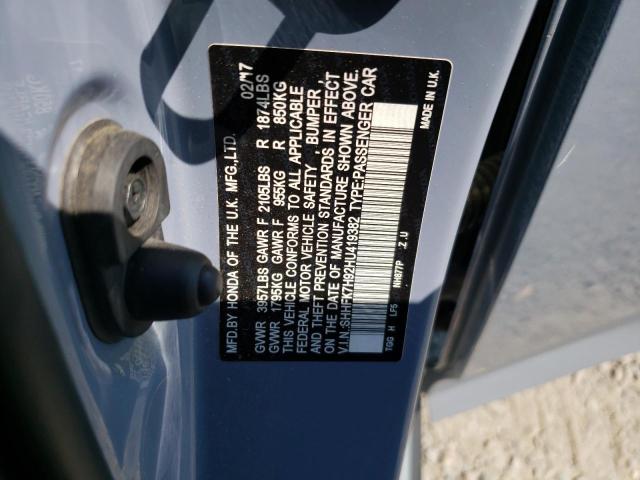 MFD.BY HONDA OF THE U.K. MFG.,LTD. 02/17
GVWR 3957LBS GAWR F 2105LBS R 1874LBS
GVWR 1795KG GAWR F 955KG R 850KG
THIS VEHICLE CONFORMS TO ALL APPLICABLE
FEDERAL MOTOR VEHICLE SAFETY , BUMPER ,
AND THEFT PREVENTION STANDARDS IN EFFECT
ON THE DATE OF MANUFACTURE SHOWN ABOVE.
V.I.N.:SHHFK7H92HU419382 TYPE:PASSENGER CAR
MADE IN U.K.
TGG H LF5 NH877P .Z U